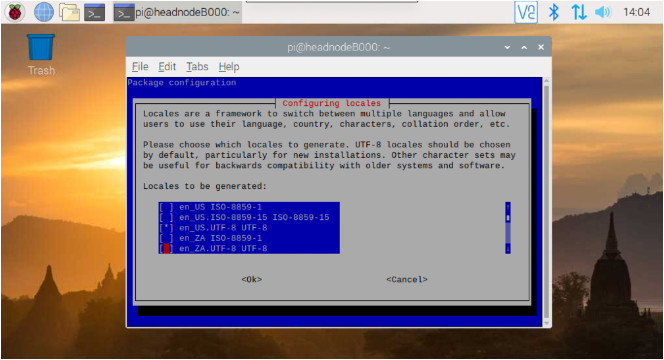 pi@headnodeB000: ~
14:04
Trash
pi@headnodeB000: ~
File Edit Tabs Help
Package configuration
Configuring locales
Locales are a framework to switch between multiple languages and allow
users to use their language, country, characters, collation order, etc.
Please choose which locales to generate. UTF-8 locales should be chosen
by default, particularly for new installations. Other character sets may
be useful for backwards compatibility with older systems and software.
Locales to be generated:
[ ] en_US ISO-8859-1
[ ] en_US.ISO-8859-15 ISO-8859-15
[*] en_US.UTF-8 UTF-8
[ ] en_ZA ISO-8859-1
[ ] en_ZA.UTF-8 UTF-8
<Ok> <Cancel>